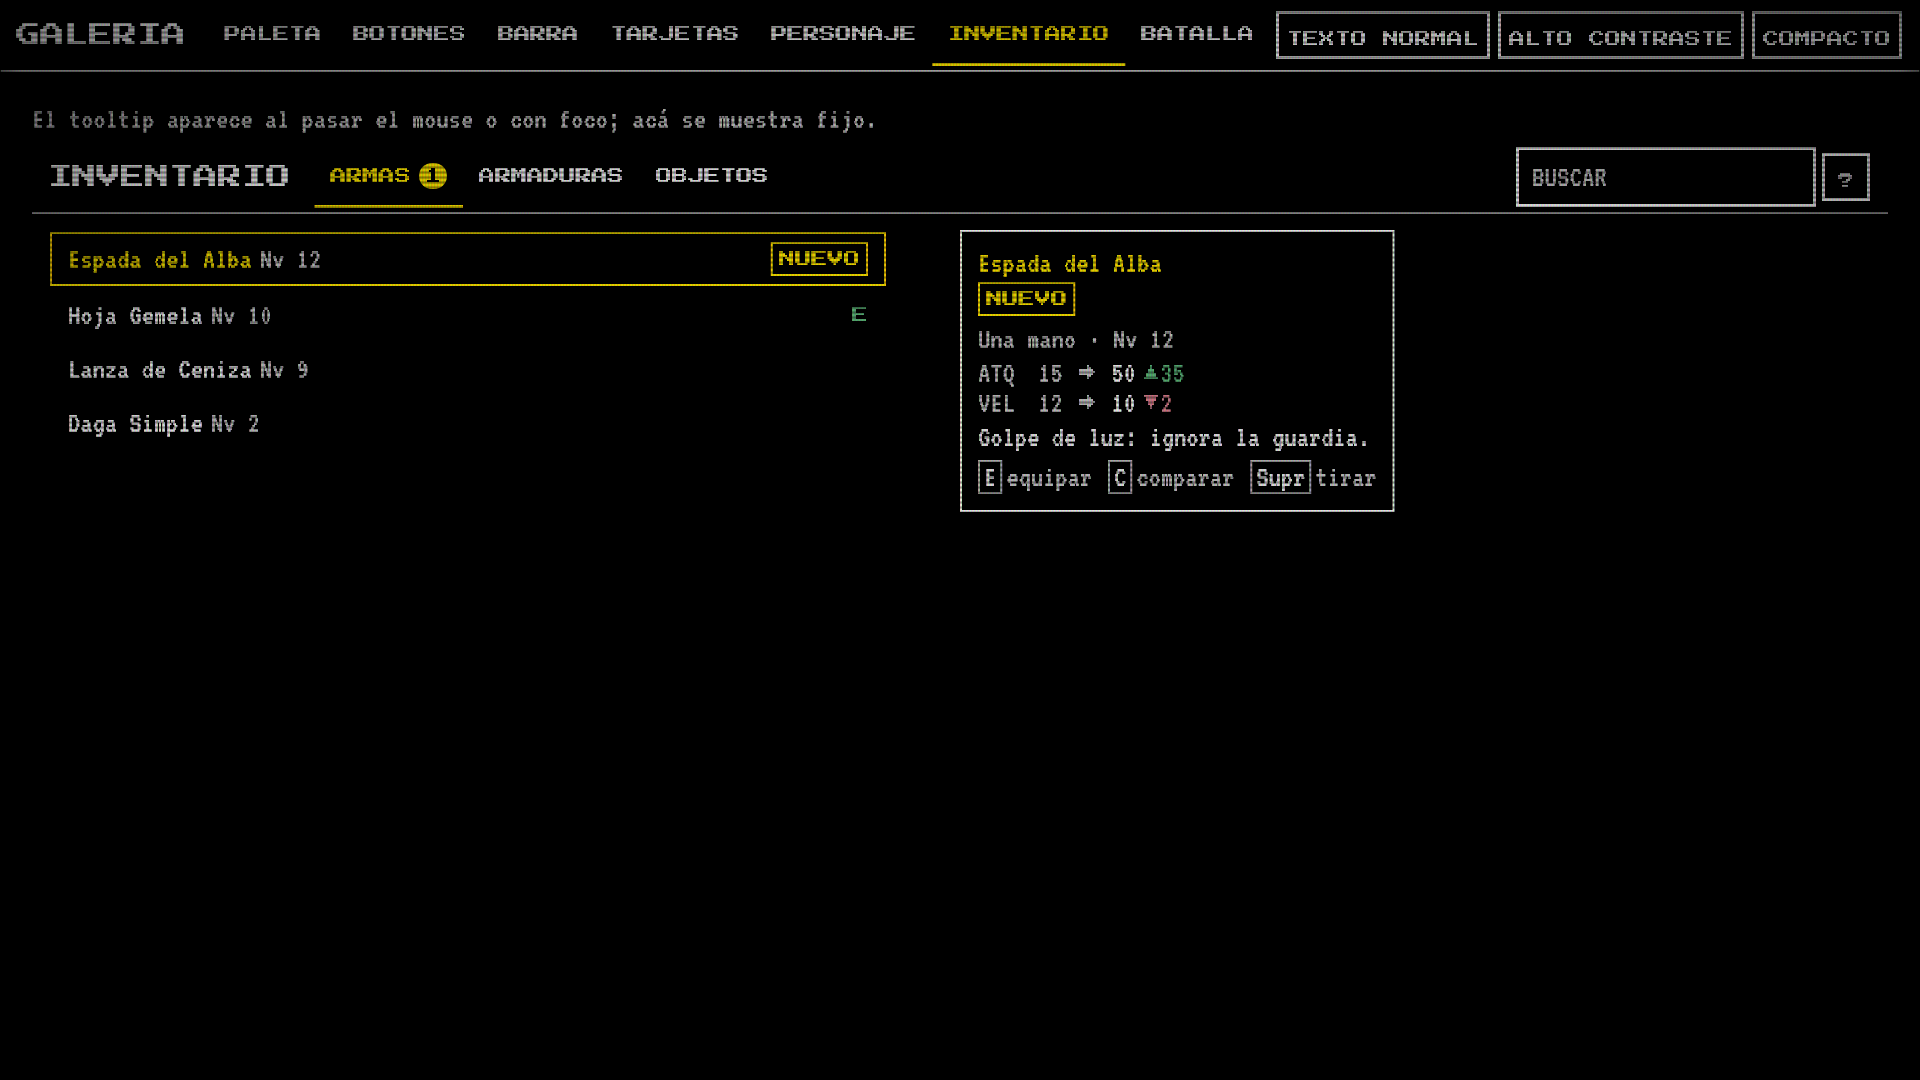 GALERIA PALETA BOTONES BARRA TARJETAS PERSONAJE INVENTARIO BATALLA TEXTO NORMAL ALTO CONTRASTE COMPACTO
El tooltip aparece al pasar el mouse o con foco; acá se muestra fijo.
INVENTARIO ARMAS 1 ARMADURAS OBJETOS BUSCAR ?
Espada del Alba Nv 12 NUEVO
Hoja Gemela Nv 10 E
Lanza de Ceniza Nv 9
Daga Simple Nv 2
Espada del Alba
NUEVO
Una mano · Nv 12
ATQ 15 → 50 ▲35
VEL 12 → 10 ▼2
Golpe de luz: ignora la guardia.
E equipar C comparar Supr tirar